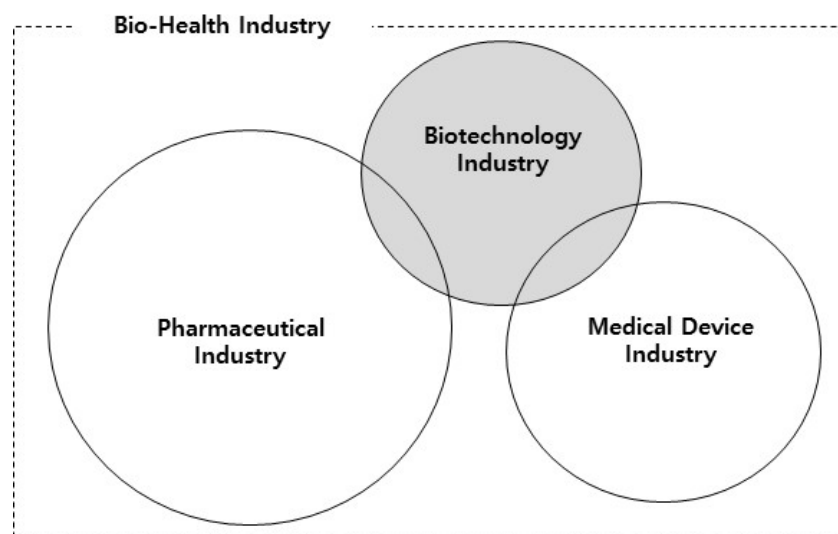 Bio-Health Industry
Biotechnology
Industry
Pharmaceutical
Industry
Medical Device
Industry